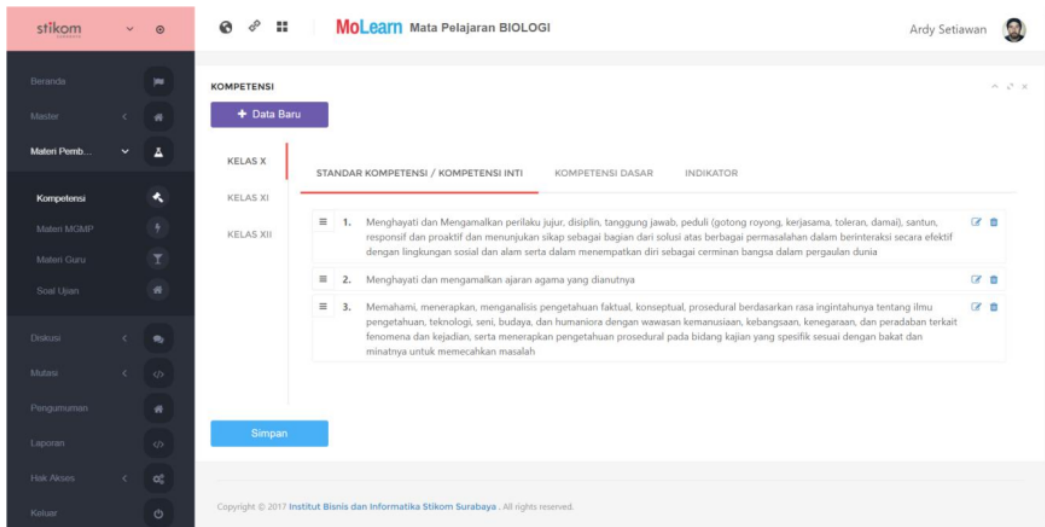 stikom
MoLearn Mata Pelajaran BIOLOGI
Ardy Setiawan
Beranda
Master
Materi Pemb...
Kompetensi
Materi MGMP
Materi Guru
Soal Ujian
Diskusi
Mutasi
Pengumuman
Laporan
Hak Akses
Keluar
KOMPETENSI
+ Data Baru
KELAS X
KELAS XI
KELAS XII
STANDAR KOMPETENSI / KOMPETENSI INTI KOMPETENSI DASAR INDIKATOR
1. Menghayati dan Mengamalkan perilaku jujur, disiplin, tanggung jawab, peduli (gotong royong, kerjasama, toleran, damai), santun,
responsif dan proaktif dan menunjukan sikap sebagai bagian dari solusi atas berbagai permasalahan dalam berinteraksi secara efektif
dengan lingkungan sosial dan alam serta dalam menempatkan diri sebagai cerminan bangsa dalam pergaulan dunia
2. Menghayati dan mengamalkan ajaran agama yang dianutnya
3. Memahami, menerapkan, menganalisis pengetahuan faktual, konseptual, prosedural berdasarkan rasa ingintahunya tentang ilmu
pengetahuan, teknologi, seni, budaya, dan humaniora dengan wawasan kemanusiaan, kebangsaan, kenegaraan, dan peradaban terkait
fenomena dan kejadian, serta menerapkan pengetahuan prosedural pada bidang kajian yang spesifik sesuai dengan bakat dan
minatnya untuk memecahkan masalah
Simpan
Copyright © 2017 Institut Bisnis dan Informatika Stikom Surabaya . All rights reserved.